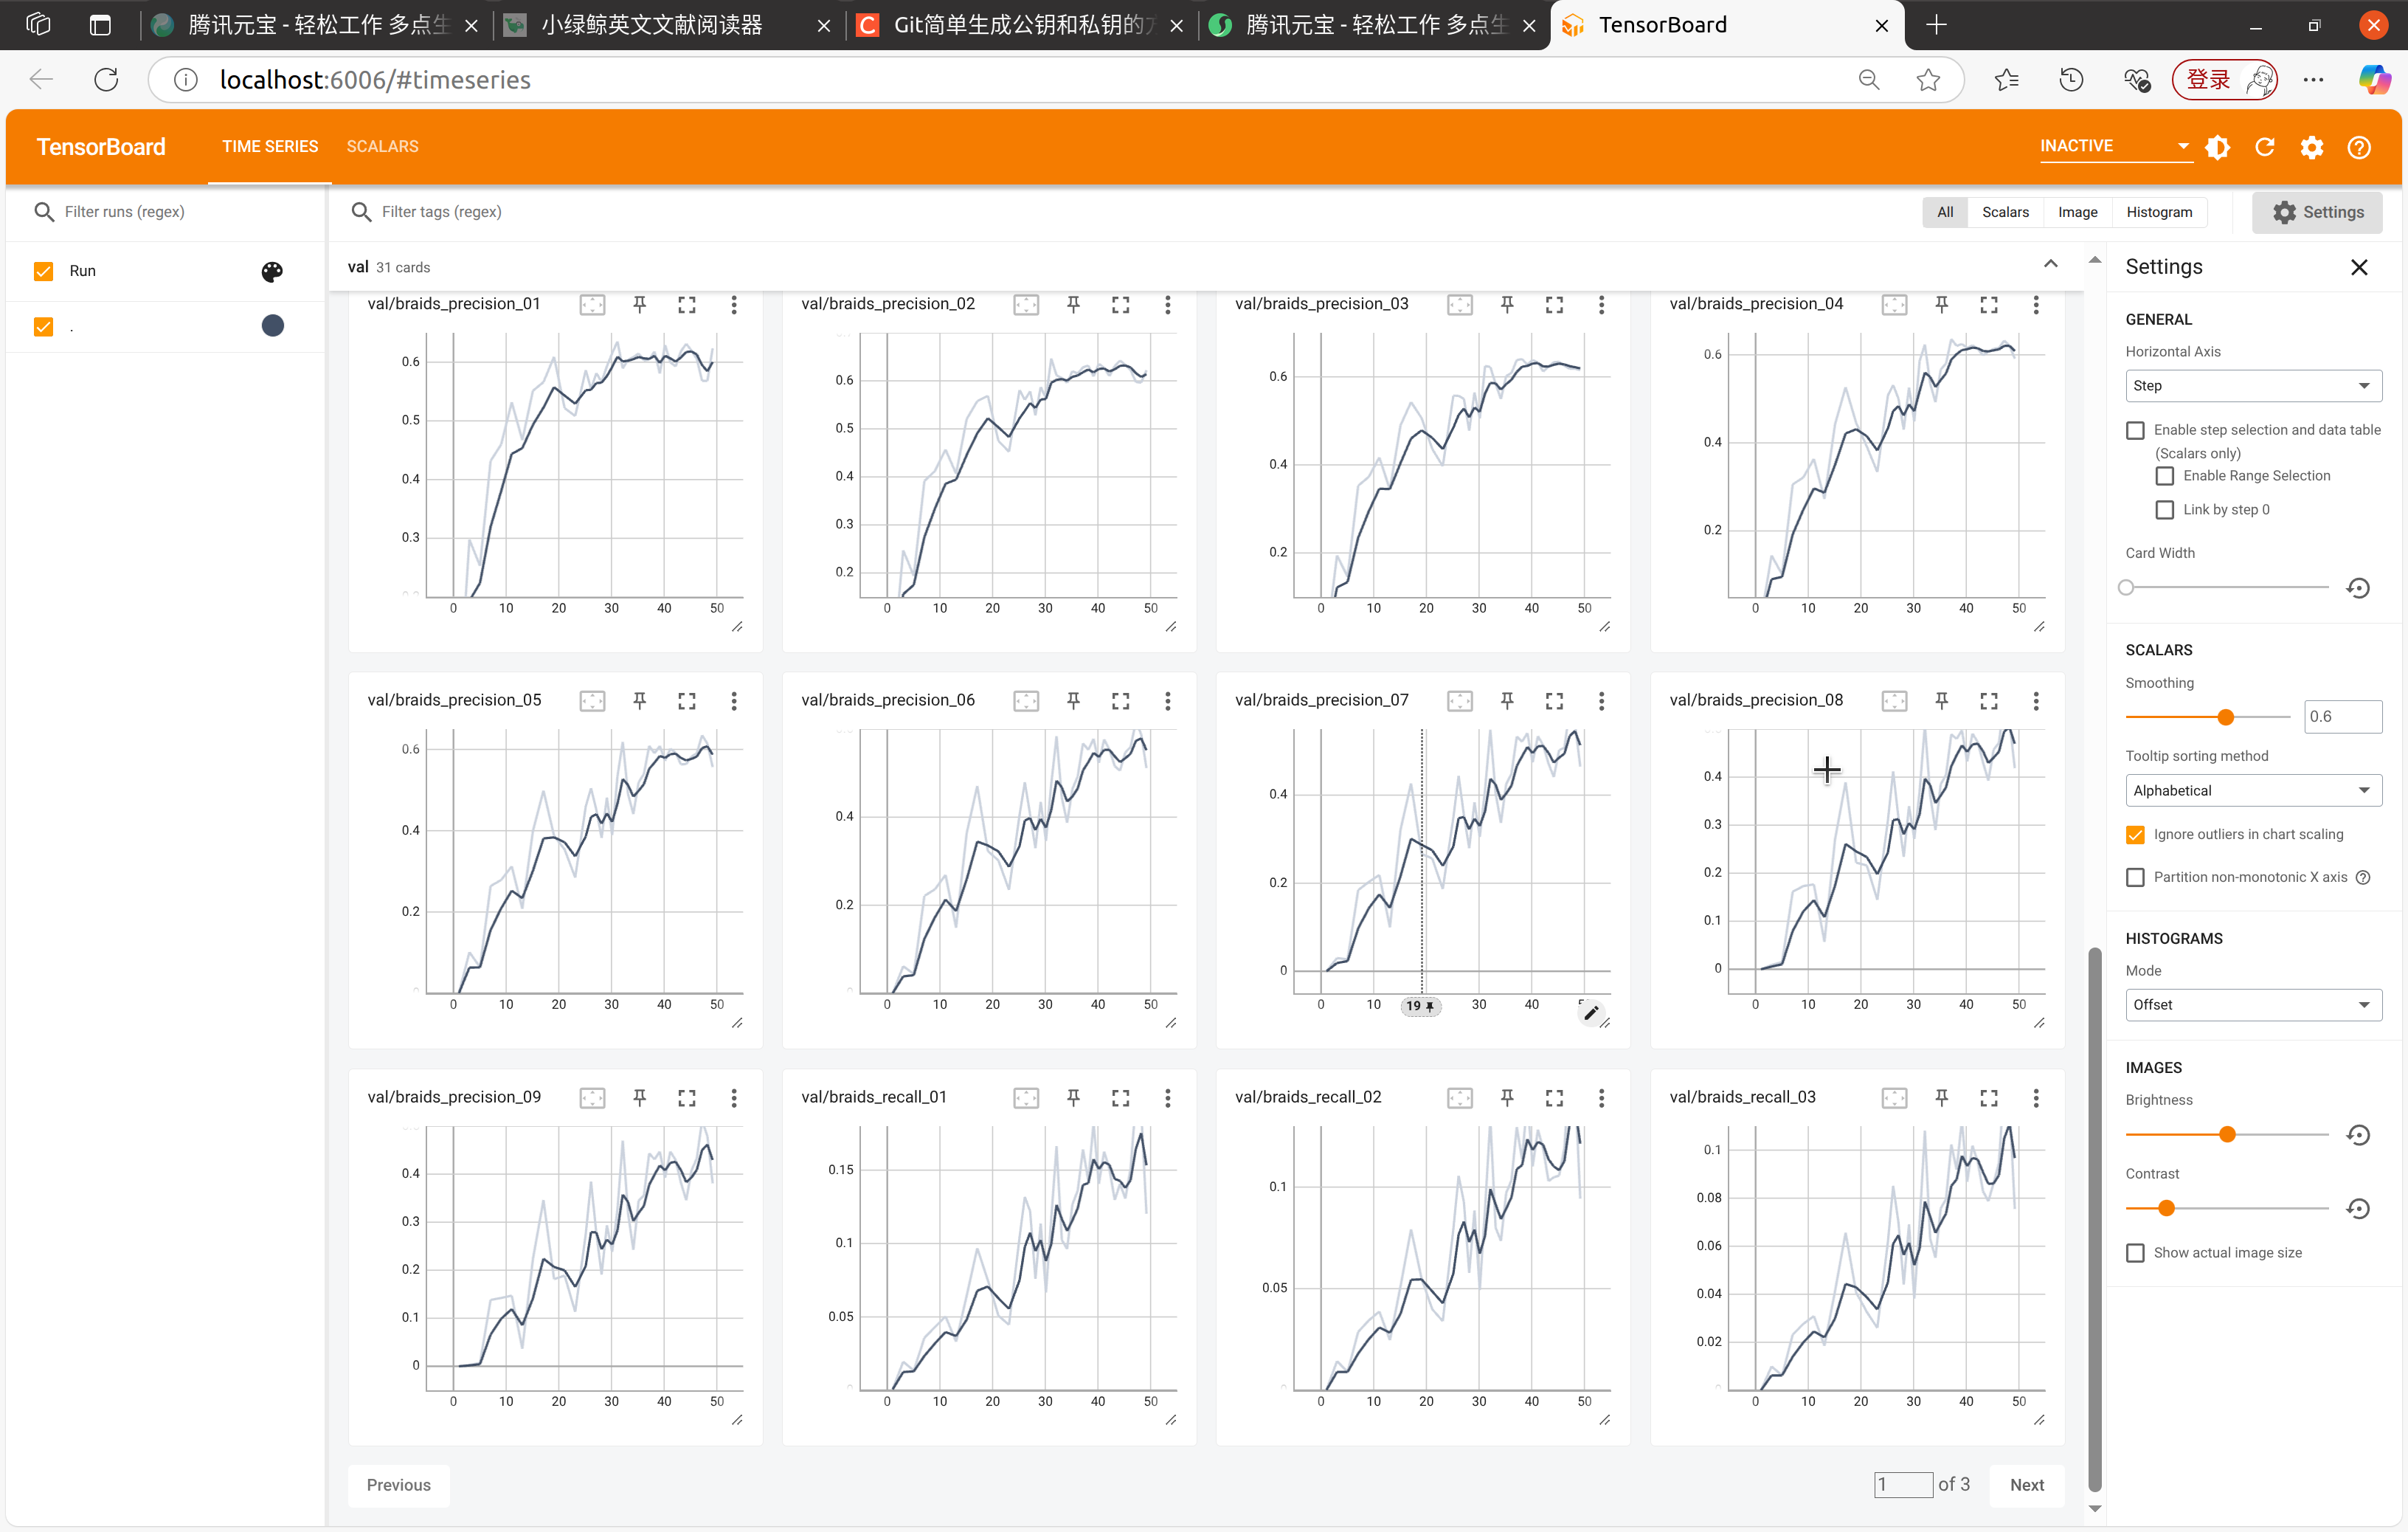 腾讯元宝 - 轻松工作 多点生
小绿鲸英文文献阅读器
Git简单生成公钥和私钥的方
腾讯元宝 - 轻松工作 多点生
TensorBoard
localhost:6006/#timeseries
登录
TensorBoard
TIME SERIES
SCALARS
INACTIVE
Filter runs (regex)
Filter tags (regex)
All
Scalars
Image
Histogram
Settings
Run
.
val 31 cards
val/braids_precision_01
0.6
0.5
0.4
0.3
0 10 20 30 40 50
val/braids_precision_02
0.6
0.5
0.4
0.3
0.2
0 10 20 30 40 50
val/braids_precision_03
0.6
0.4
0.2
0 10 20 30 40 50
val/braids_precision_04
0.6
0.4
0.2
0 10 20 30 40 50
val/braids_precision_05
0.6
0.4
0.2
0 10 20 30 40 50
val/braids_precision_06
0.4
0.2
0 10 20 30 40 50
val/braids_precision_07
0.4
0.2
0
0 10 19 30 40
val/braids_precision_08
0.4
0.3
0.2
0.1
0
0 10 20 30 40 50
val/braids_precision_09
0.4
0.3
0.2
0.1
0
0 10 20 30 40 50
val/braids_recall_01
0.15
0.1
0.05
0 10 20 30 40 50
val/braids_recall_02
0.1
0.05
0 10 20 30 40 50
val/braids_recall_03
0.1
0.08
0.06
0.04
0.02
0 10 20 30 40 50
Previous
1 of 3
Next
Settings
GENERAL
Horizontal Axis
Step
Enable step selection and data table
(Scalars only)
Enable Range Selection
Link by step 0
Card Width
SCALARS
Smoothing
0.6
Tooltip sorting method
Alphabetical
Ignore outliers in chart scaling
Partition non-monotonic X axis
HISTOGRAMS
Mode
Offset
IMAGES
Brightness
Contrast
Show actual image size